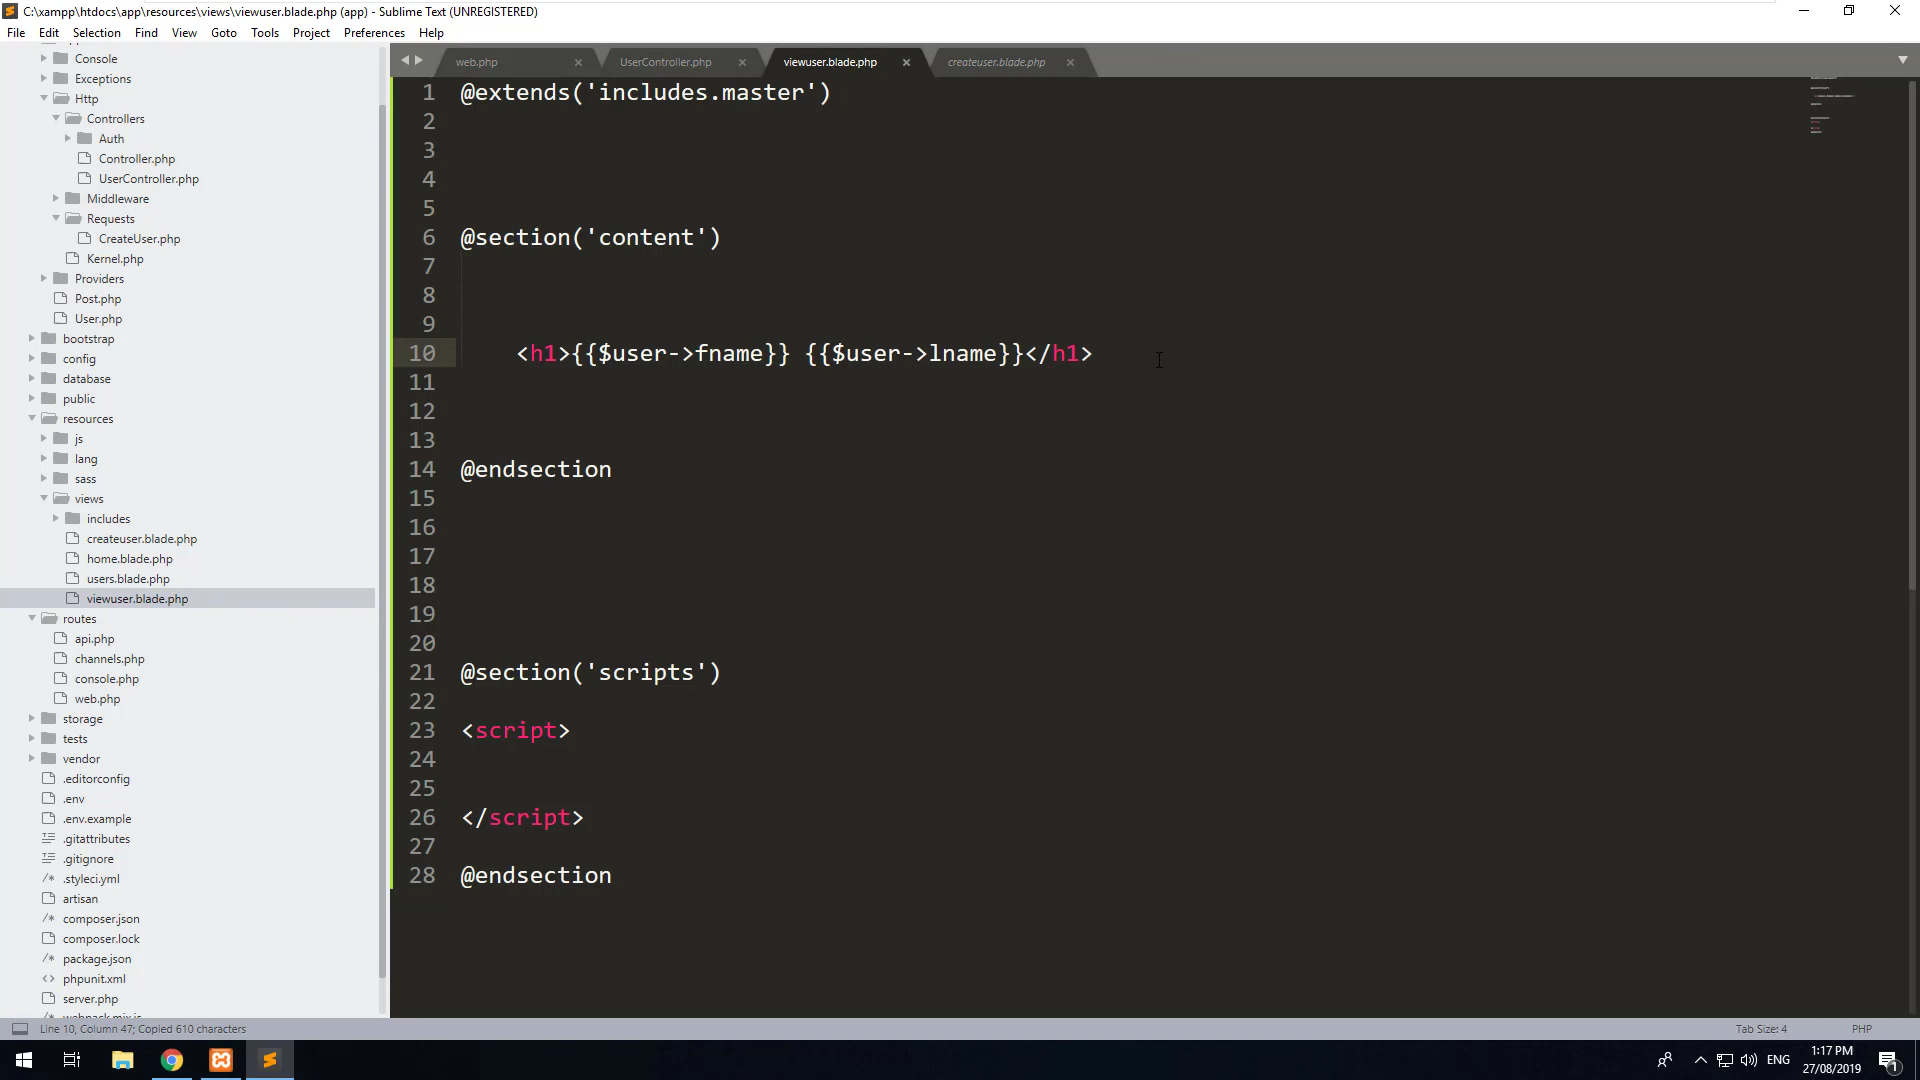 C:\xampp\htdocs\app\resources\views\viewuser.blade.php (app) - Sublime Text (UNREGISTERED)
File Edit Selection Find View Goto Tools Project Preferences Help
Console
Exceptions
Http
Controllers
Auth
Controller.php
UserController.php
Middleware
Requests
CreateUser.php
Kernel.php
Providers
Post.php
User.php
bootstrap
config
database
public
resources
js
lang
sass
views
includes
createuser.blade.php
home.blade.php
users.blade.php
viewuser.blade.php
routes
api.php
channels.php
console.php
web.php
storage
tests
vendor
.editorconfig
.env
.env.example
.gitattributes
.gitignore
.styleci.yml
artisan
composer.json
composer.lock
package.json
phpunit.xml
server.php
web.php UserController.php viewuser.blade.php createuser.blade.php
1 @extends('includes.master')
2
3
4
5
6 @section('content')
7
8
9
10 <h1>{{$user->fname}} {{$user->lname}}</h1>
11
12
13
14 @endsection
15
16
17
18
19
20
21 @section('scripts')
22
23 <script>
24
25
26 </script>
27
28 @endsection
Line 10, Column 47; Copied 610 characters
Tab Size: 4 PHP
ENG
1:17 PM
27/08/2019
1